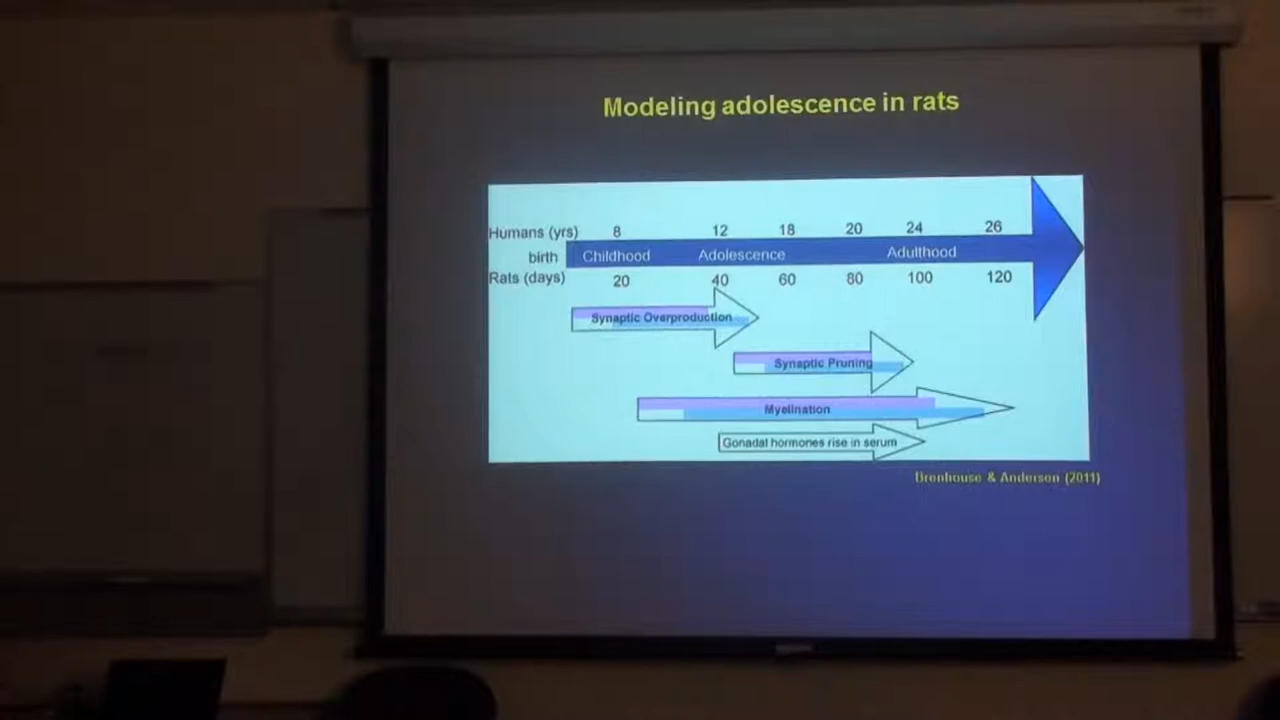 Modeling adolescence in rats
Humans (yrs) 8 12 18 20 24 26
birth Childhood Adolescence Adulthood
Rats (days) 20 40 60 80 100 120
Synaptic Overproduction
Synaptic Pruning
Myelination
Gonadal hormones rise in serum
Brenhouse & Anderson (2011)